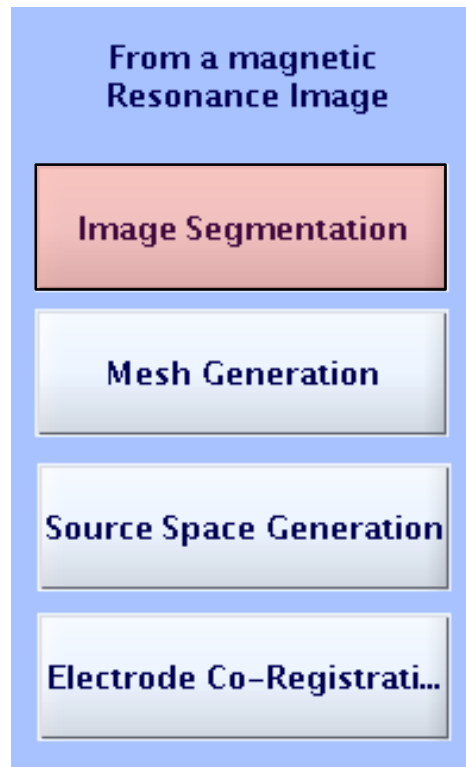 From a magnetic
Resonance Image
Image Segmentation
Mesh Generation
Source Space Generation
Electrode Co-Registrati...